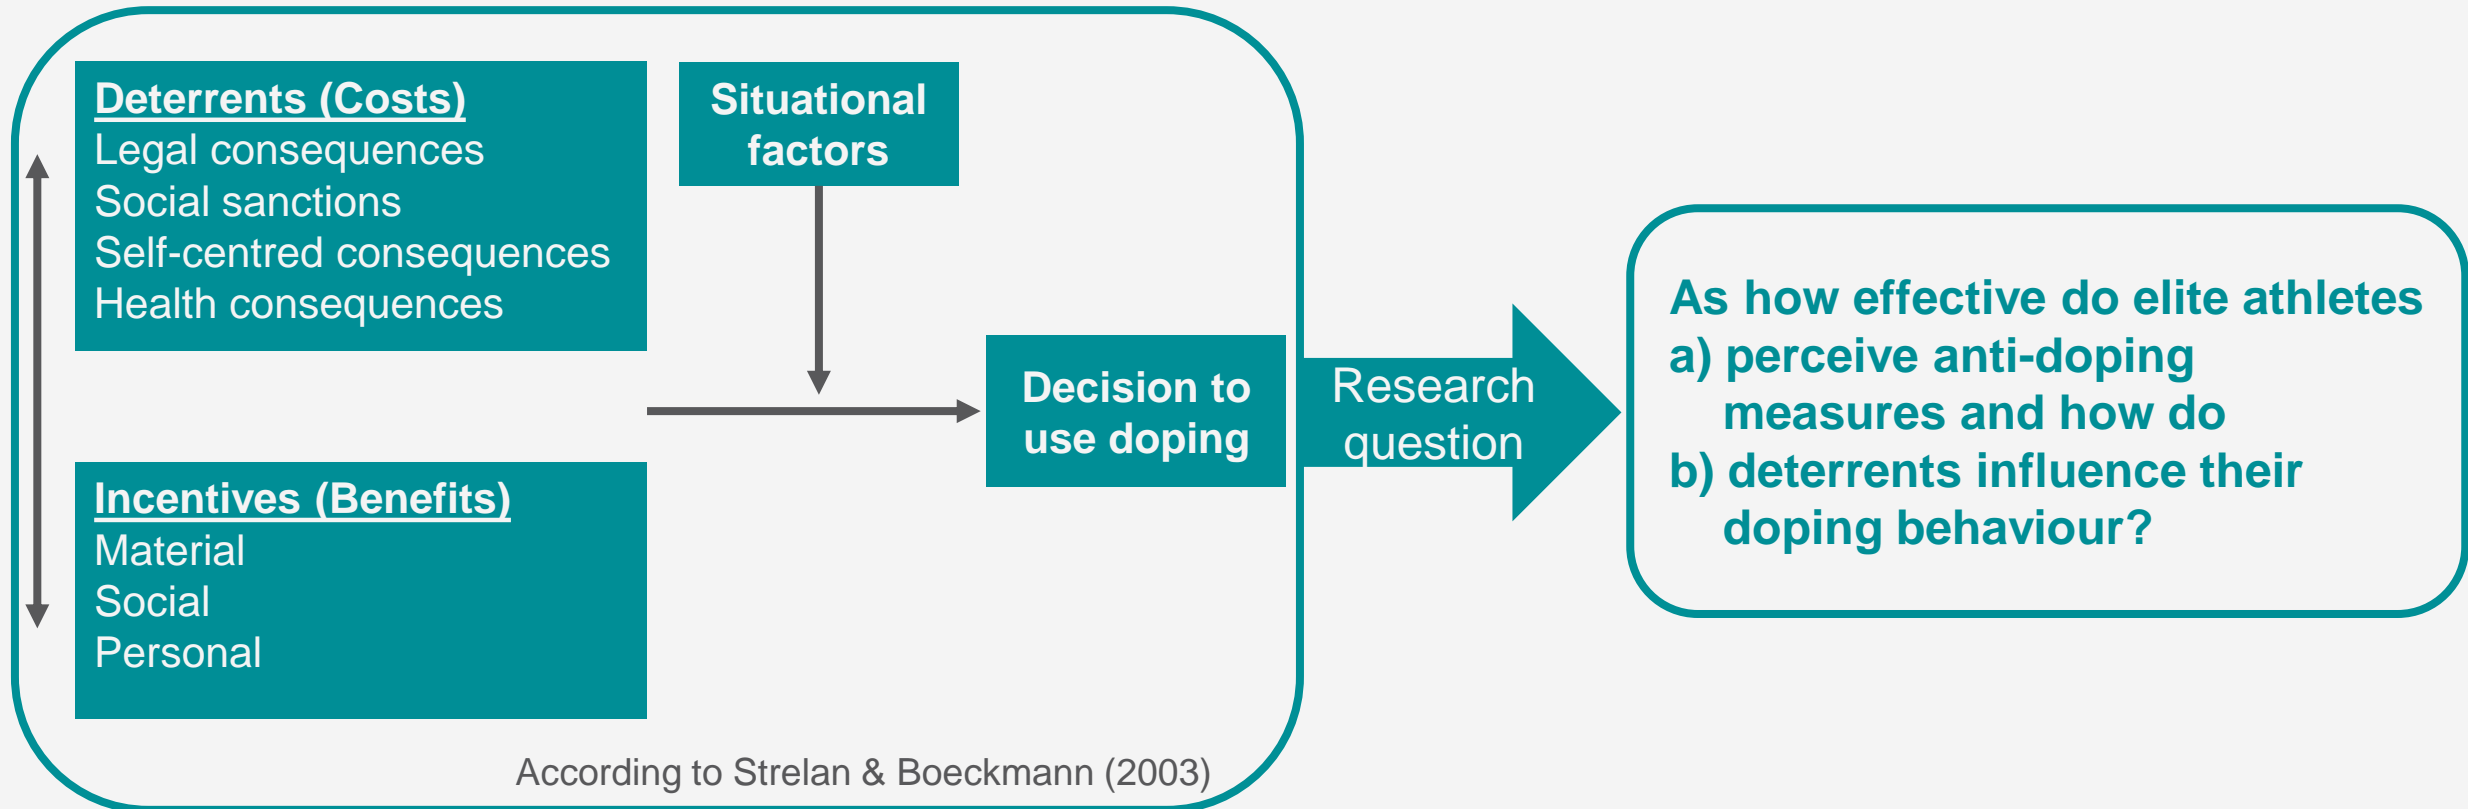 Deterrents (Costs)
Legal consequences
Social sanctions
Self-centred consequences
Health consequences
Situational
factors
Incentives (Benefits)
Material
Social
Personal
Decision to
use doping
According to Strelan & Boeckmann (2003)
Research
question
As how effective do elite athletes
a) perceive anti-doping
measures and how do
b) deterrents influence their
doping behaviour?